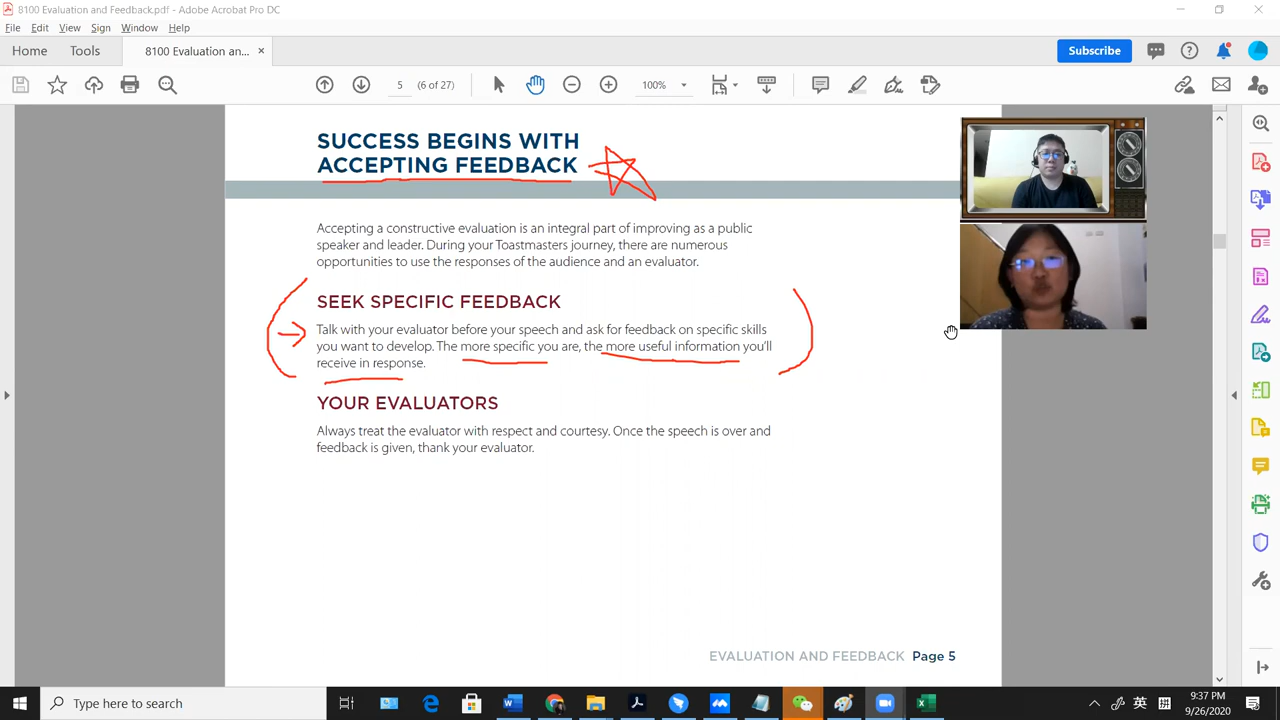 8100 Evaluation and Feedback.pdf - Adobe Acrobat Pro DC
File Edit View Sign Window Help
Home Tools 8100 Evaluation an... × Subscribe
5 (6 of 27) 100%
SUCCESS BEGINS WITH
ACCEPTING FEEDBACK
Accepting a constructive evaluation is an integral part of improving as a public
speaker and leader. During your Toastmasters journey, there are numerous
opportunities to use the responses of the audience and an evaluator.
SEEK SPECIFIC FEEDBACK
Talk with your evaluator before your speech and ask for feedback on specific skills
you want to develop. The more specific you are, the more useful information you'll
receive in response.
YOUR EVALUATORS
Always treat the evaluator with respect and courtesy. Once the speech is over and
feedback is given, thank your evaluator.
EVALUATION AND FEEDBACK Page 5
Type here to search
英 拼
9:37 PM
9/26/2020